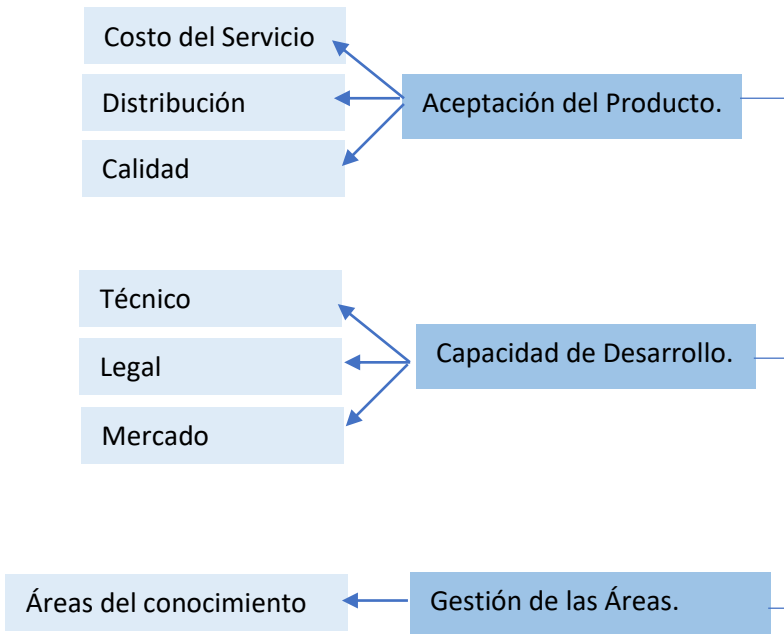 Costo del Servicio
Distribución
Aceptación del Producto.
Calidad
Técnico
Legal
Capacidad de Desarrollo.
Mercado
Áreas del conocimiento
Gestión de las Áreas.